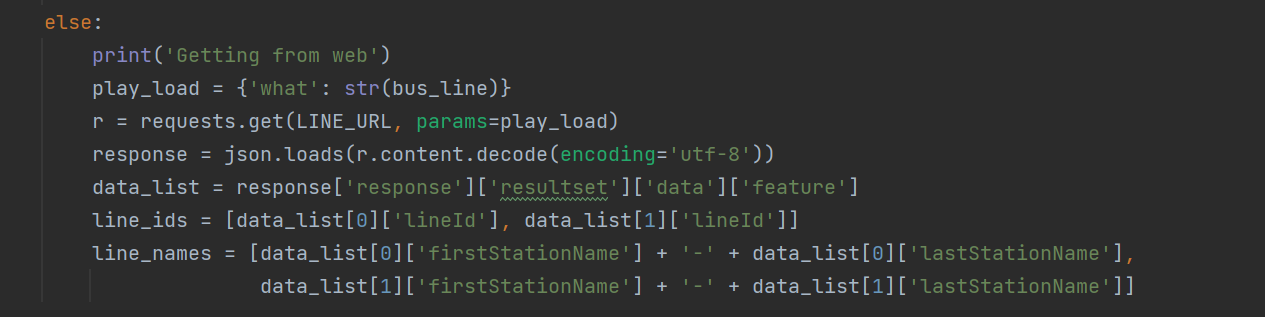 else:
print('Getting from web')
play_load = {'what': str(bus_line)}
r = requests.get(LINE_URL, params=play_load)
response = json.loads(r.content.decode(encoding='utf-8'))
data_list = response['response']['resultset']['data']['feature']
line_ids = [data_list[0]['lineId'], data_list[1]['lineId']]
line_names = [data_list[0]['firstStationName'] + '-' + data_list[0]['lastStationName'],
data_list[1]['firstStationName'] + '-' + data_list[1]['lastStationName']]